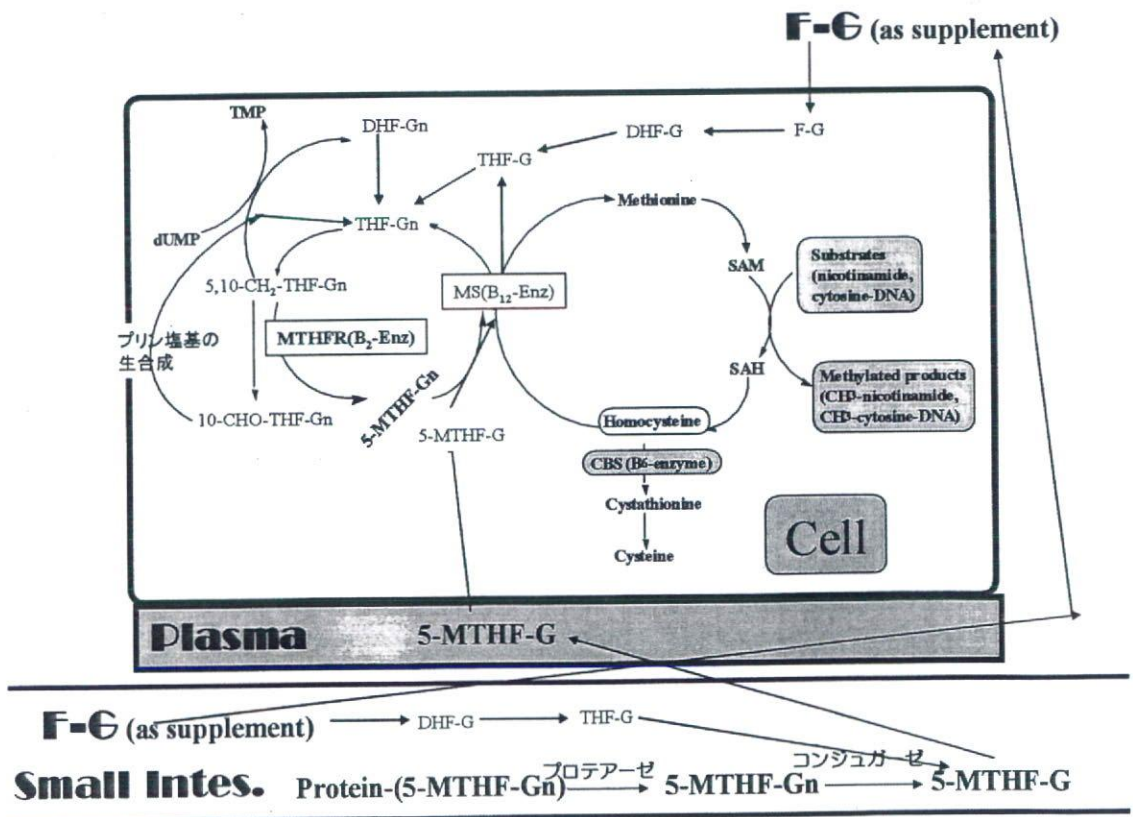 F-G (as supplement)
TMP
DHF-Gn
DHF-G
F-G
THF-G
Methionine
dUMP
THF-Gn
SAM
Substrates
(nicotinamide,
cytosine-DNA)
5,10-CH2-THF-Gn
MS(B12-Enz)
プリン塩基の
生合成
MTHFR(B2-Enz)
SAH
Methylated products
(CH3-nicotinamide,
CH3-cytosine-DNA)
5-MTHF-Gn
10-CHO-THF-Gn
5-MTHF-G
Homocysteine
CBS (B6-enzyme)
Cystathionine
Cysteine
Cell
Plasma
5-MTHF-G
F-G (as supplement)
DHF-G
THF-G
Small Intes.
Protein-(5-MTHF-Gn)
プロテアーゼ
5-MTHF-Gn
コンジュガーゼ
5-MTHF-G